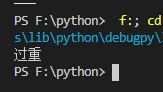 PS F:\python>  f:; cd
s\lib\python\debugpy\
过重
PS F:\python>